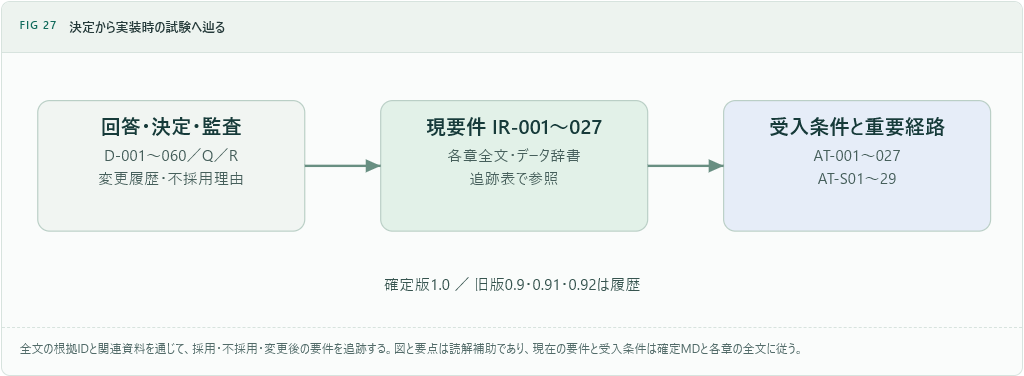 FIG 27 決定から実装時の試験へ辿る
回答・決定・監査
D-001〜060／Q／R
変更履歴・不採用理由
現要件 IR-001〜027
各章全文・データ辞書
追跡表で参照
受入条件と重要経路
AT-001〜027
AT-S01〜29
確定版1.0 ／ 旧版0.9・0.91・0.92は履歴
全文の根拠IDと関連資料を通じて、採用・不採用・変更後の要件を追跡する。図と要点は読解補助であり、現在の要件と受入条件は確定MDと各章の全文に従う。